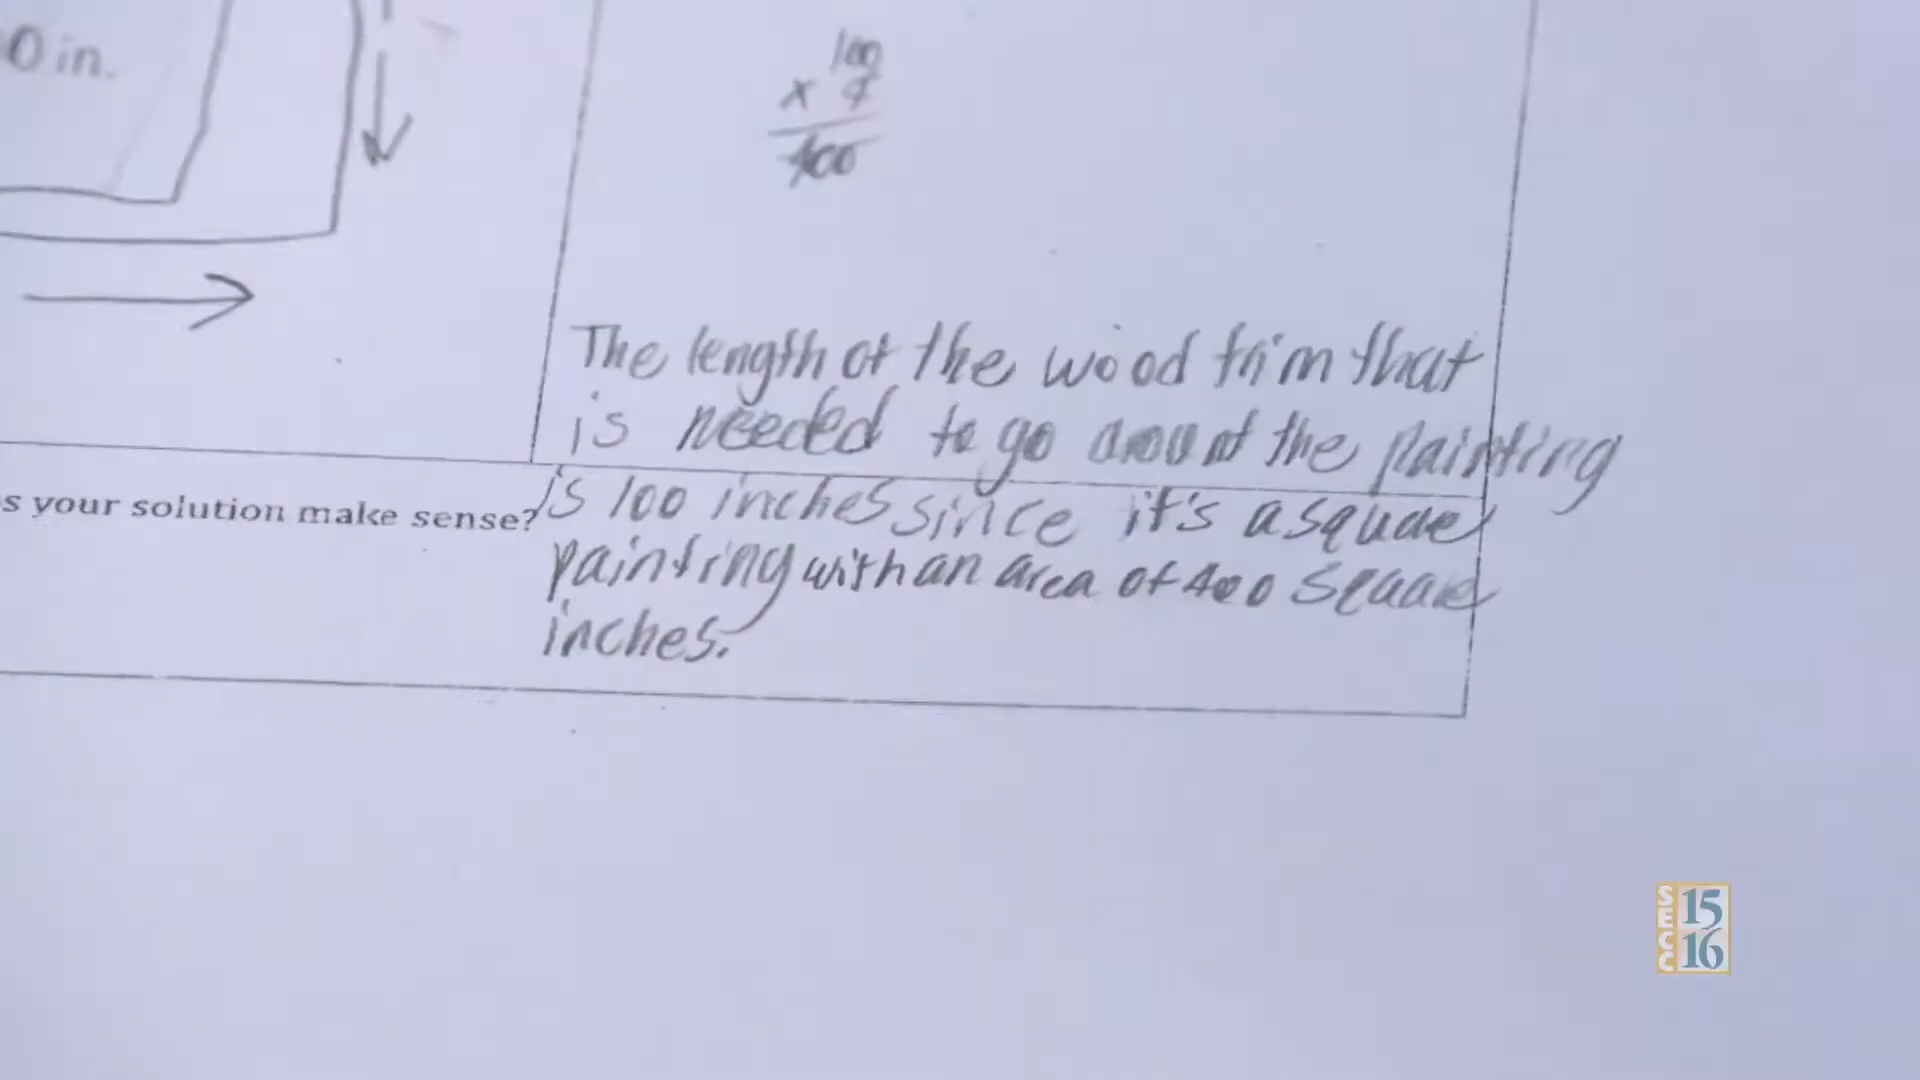 0 in.
100
x 4
400
The length of the wood trim that
is needed to go around the painting
s your solution make sense?
is 100 inches since it's a square
painting with an area of 400 square
inches.
SECC
15
16